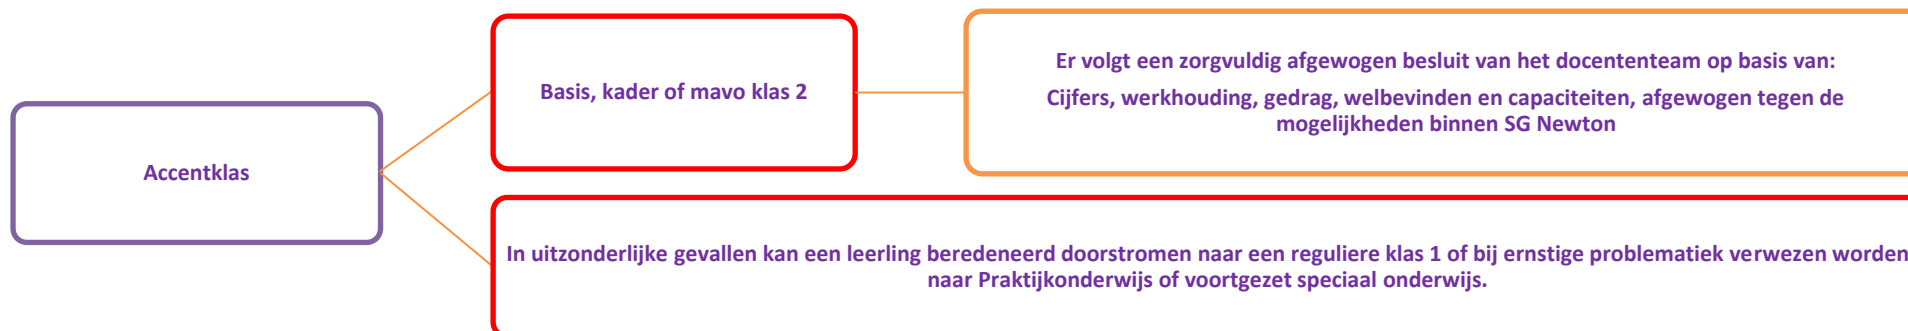 Accentklas
Basis, kader of mavo klas 2
Er volgt een zorgvuldig afgewogen besluit van het docententeam op basis van:
Cijfers, werkhouding, gedrag, welbevinden en capaciteiten, afgewogen tegen de
mogelijkheden binnen SG Newton
In uitzonderlijke gevallen kan een leerling beredeneerd doorstromen naar een reguliere klas 1 of bij ernstige problematiek verwezen worden
naar Praktijkonderwijs of voortgezet speciaal onderwijs.